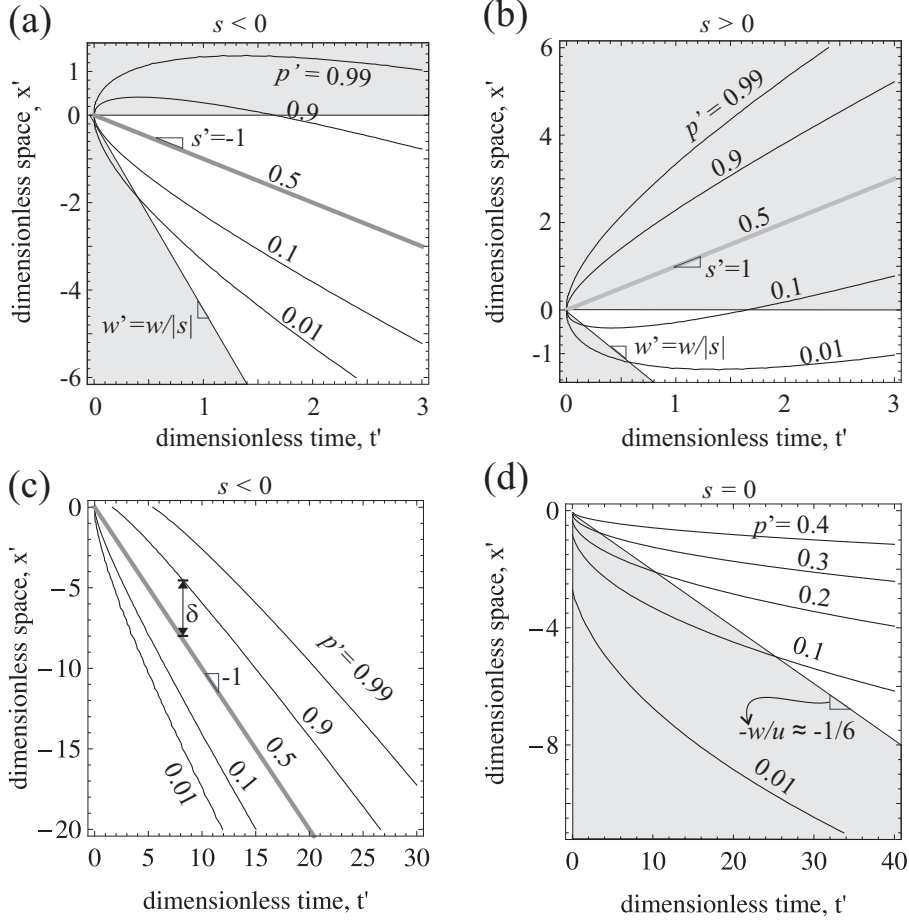 (a)
s < 0
dimensionless space, x'
1
0
-2
-4
-6
p' = 0.99
0.9
s'=-1
0.5
0.1
0.01
w'=w/|s|
0
1
2
3
dimensionless time, t'
(b)
s > 0
dimensionless space, x'
6
4
2
0
-1
p' = 0.99
0.9
0.5
s'=1
0.1
w'=w/|s|
0.01
0
1
2
3
dimensionless time, t'
(c)
s < 0
dimensionless space, x'
0
−5
−10
−15
−20
δ
-1
p'= 0.99
0.9
0.5
0.1
0.01
0
5
10
15
20
25
30
dimensionless time, t'
(d)
s = 0
dimensionless space, x'
0
−4
−8
p'= 0.4
0.3
0.2
0.1
-w/u ≈ -1/6
0.01
0
10
20
30
40
dimensionless time, t'